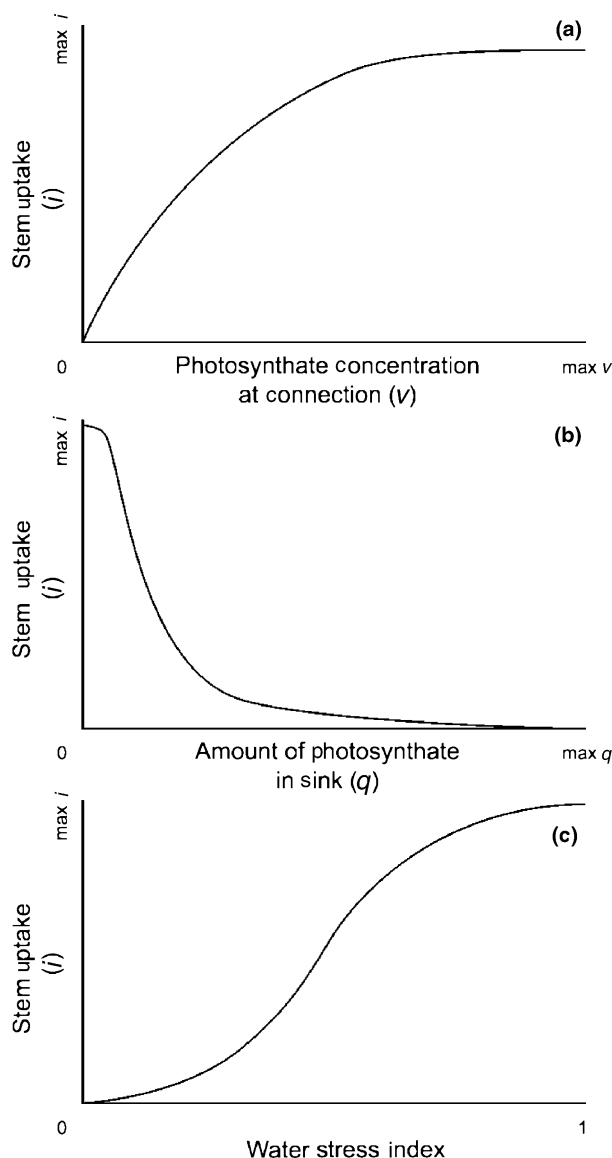 (a)
max i
Stem uptake
(i)
0
Photosynthate concentration
at connection (v)
max v
(b)
max i
Stem uptake
(i)
0
Amount of photosynthate
in sink (q)
max q
(c)
max i
Stem uptake
(i)
0
Water stress index
1